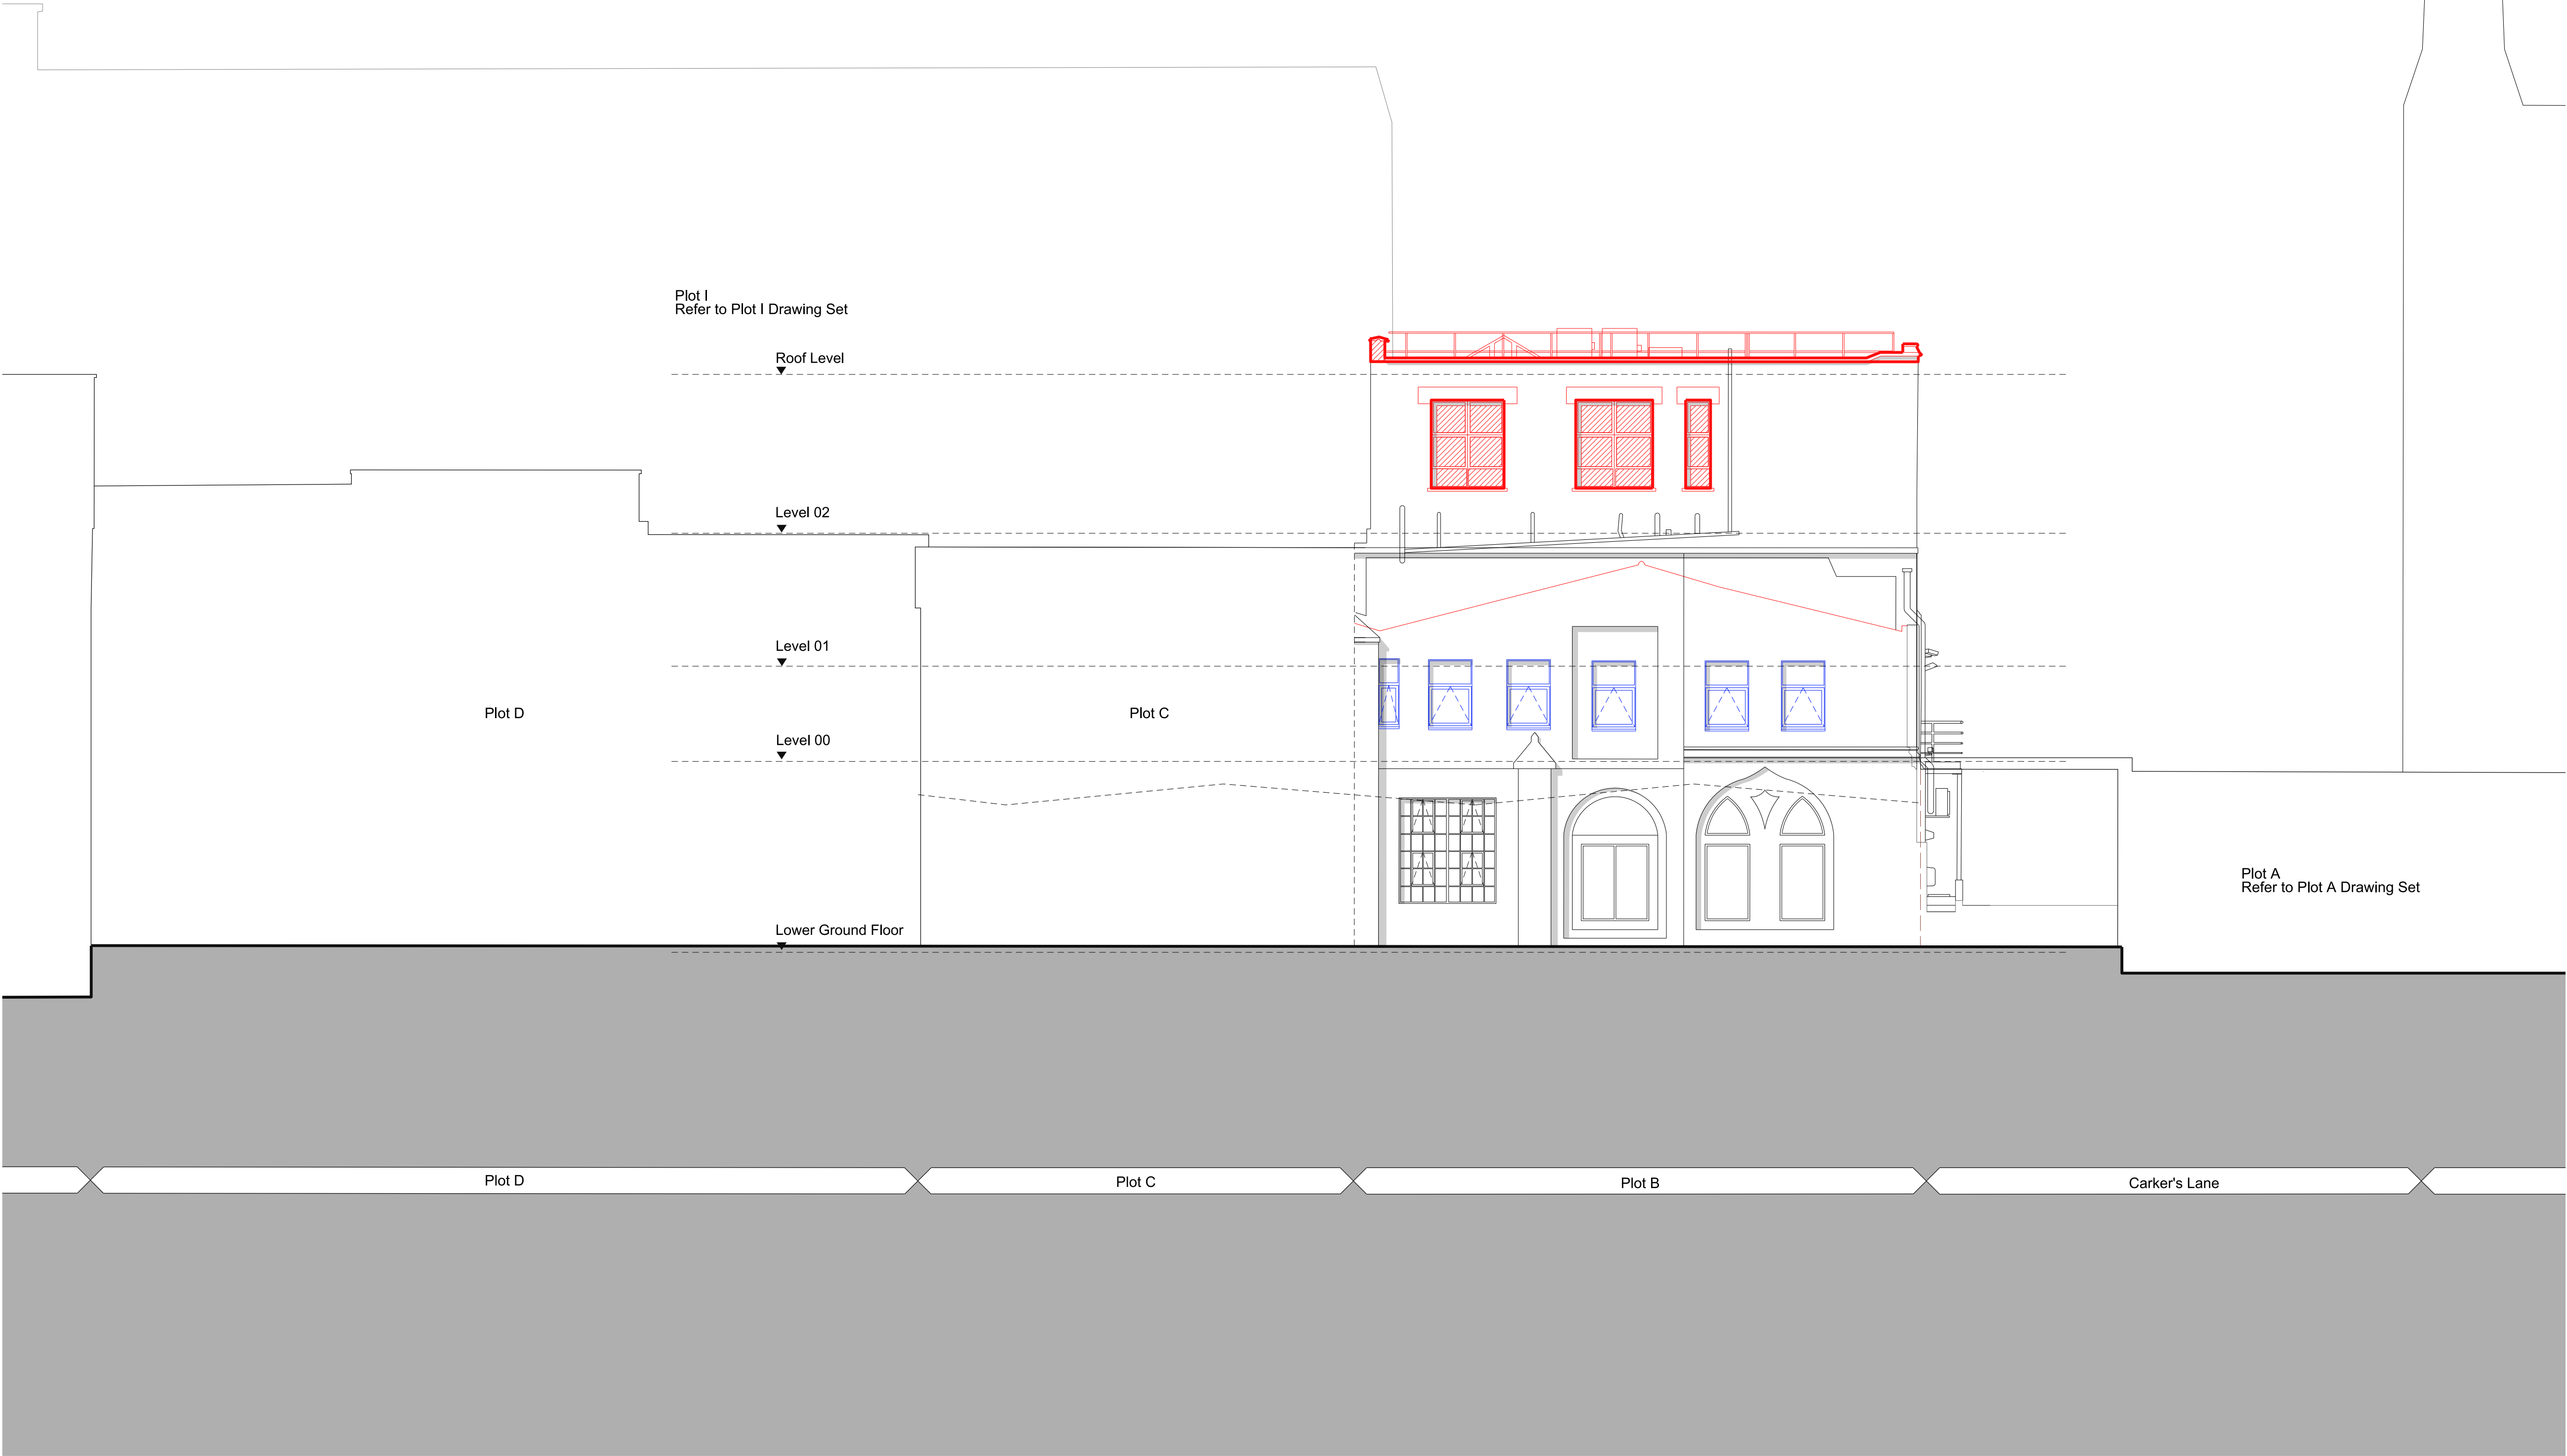 Plot I
Refer to Plot I Drawing Set
Roof Level
Level 02
Level 01
Plot D
Plot C
Level 00
Plot A
Refer to Plot A Drawing Set
Lower Ground Floor
Plot D
Plot C
Plot B
Carker's Lane